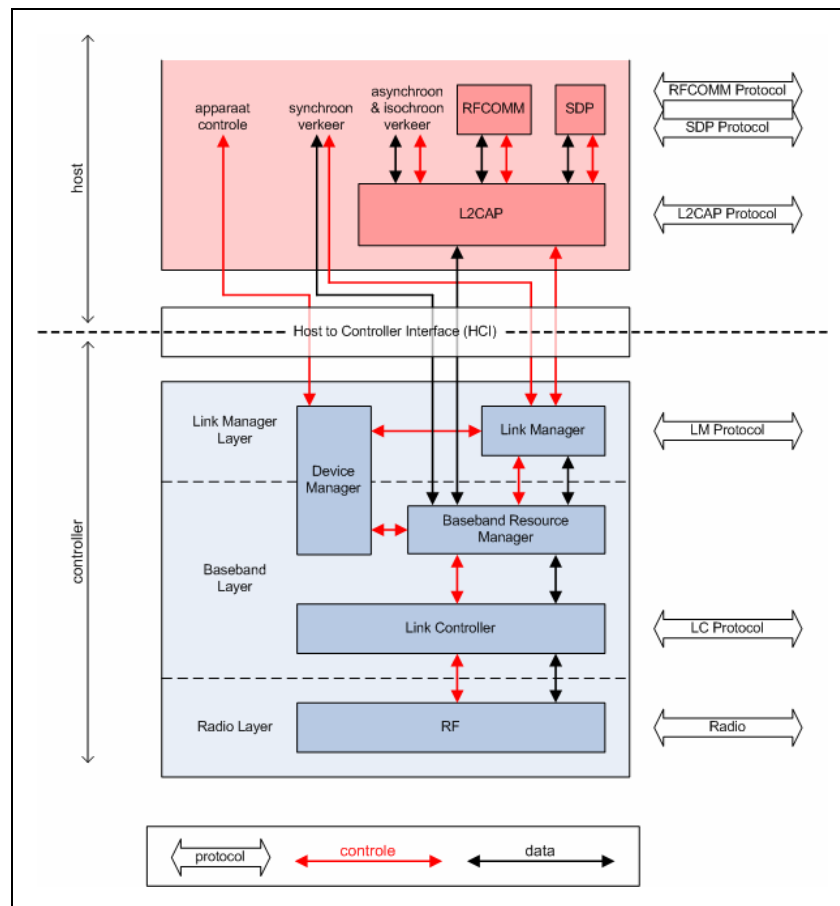 host
apparaat
controle
synchroon
verkeer
asynchroon
& isochroon
verkeer
RFCOMM
SDP
RFCOMM Protocol
SDP Protocol
L2CAP
L2CAP Protocol
Host to Controller Interface (HCI)
controller
Link Manager
Layer
Device
Manager
Link Manager
LM Protocol
Baseband Resource
Manager
Baseband
Layer
Link Controller
LC Protocol
Radio Layer
RF
Radio
protocol
controle
data